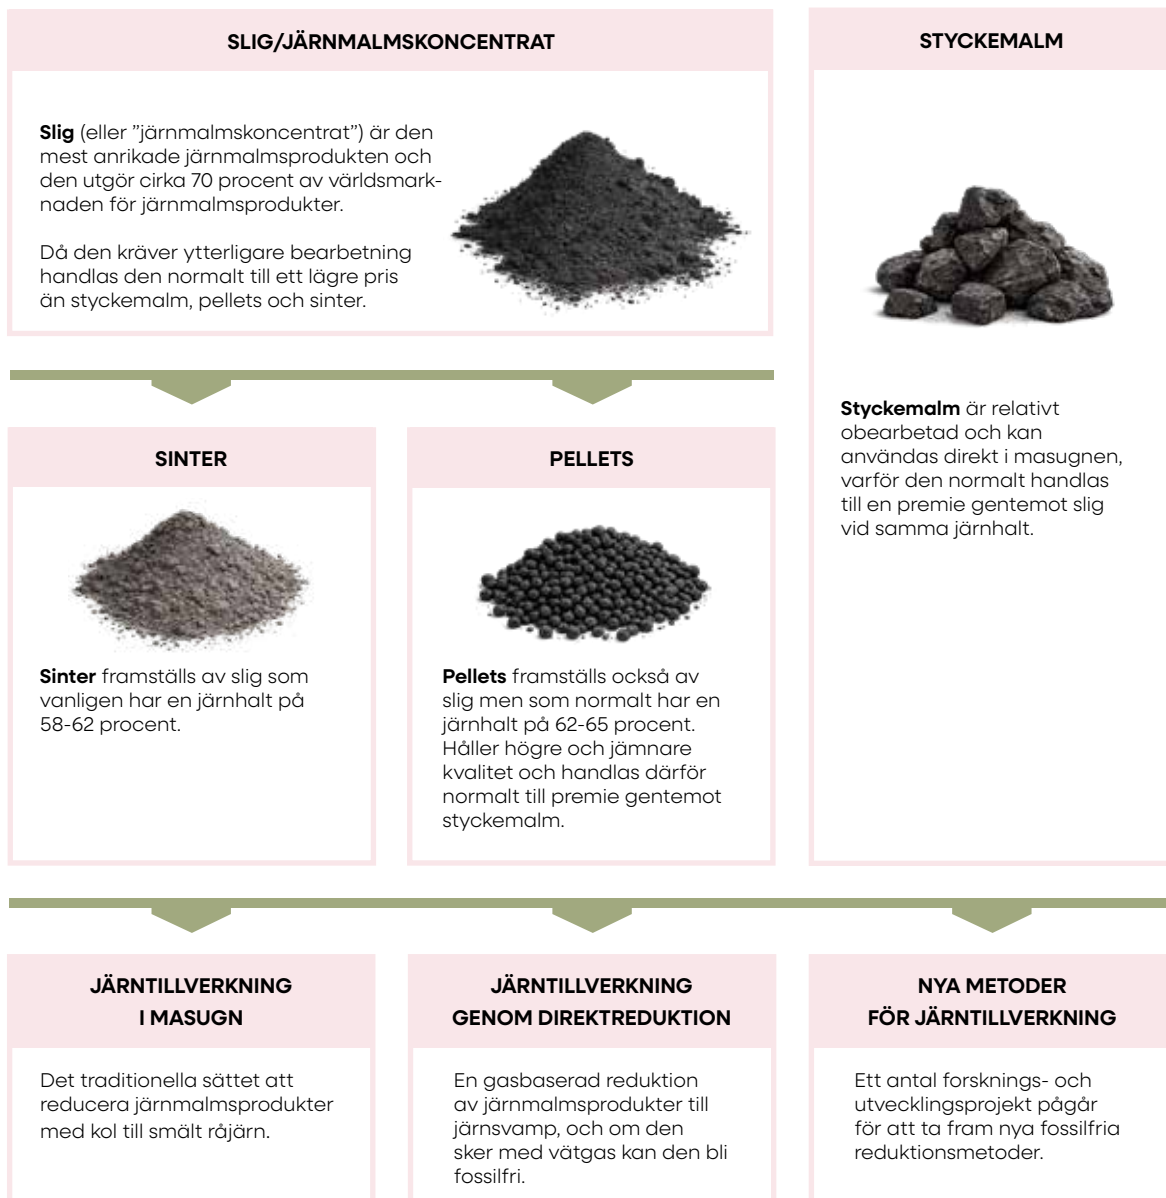 SLIG/JÄRNMALMSKONCENTRAT
Slig (eller ”järnmalmskoncentrat”) är den
mest anrikade järnmalmsprodukten och
den utgör cirka 70 procent av världsmark-
naden för järnmalmsprodukter.
Då den kräver ytterligare bearbetning
handlas den normalt till ett lägre pris
än styckemalm, pellets och sinter.
STYCKEMALM
Styckemalm är relativt
obearbetad och kan
användas direkt i masugnen,
varför den normalt handlas
till en premie gentemot slig
vid samma järnhalt.
SINTER
Sinter framställs av slig som
vanligen har en järnhalt på
58-62 procent.
PELLETS
Pellets framställs också av
slig men som normalt har en
järnhalt på 62-65 procent.
Håller högre och jämnare
kvalitet och handlas därför
normalt till premie gentemot
styckemalm.
JÄRNTILLVERKNING
I MASUGN
Det traditionella sättet att
reducera järnmalmsprodukter
med kol till smält råjärn.
JÄRNTILLVERKNING
GENOM DIREKTREDUKTION
En gasbaserad reduktion
av järnmalmsprodukter till
järnsvamp, och om den
sker med vätgas kan den bli
fossilfri.
NYA METODER
FÖR JÄRNTILLVERKNING
Ett antal forsknings- och
utvecklingsprojekt pågår
för att ta fram nya fossilfria
reduktionsmetoder.